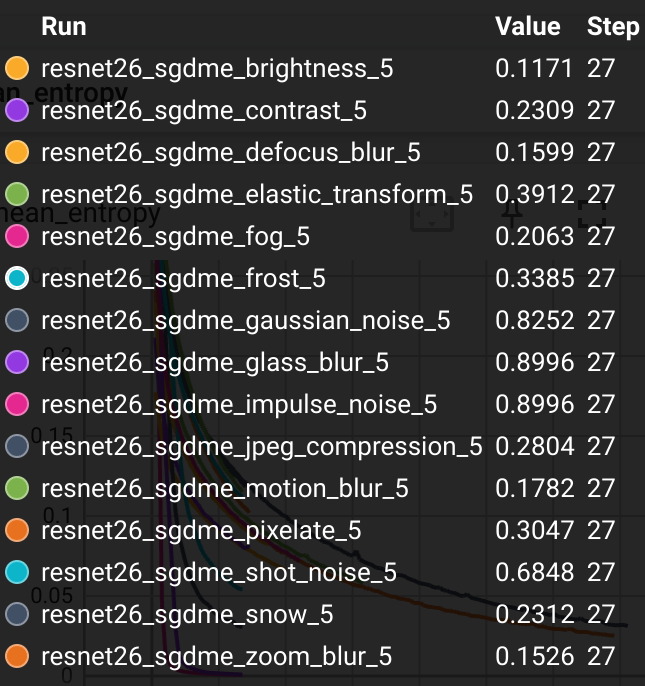 Run Value Step
resnet26_sgdme_brightness_5 0.1171 27
an_entropy
resnet26_sgdme_contrast_5 0.2309 27
resnet26_sgdme_defocus_blur_5 0.1599 27
resnet26_sgdme_elastic_transform_5 0.3912 27
mean_entropy
resnet26_sgdme_fog_5 0.2063 27
resnet26_sgdme_frost_5 0.3385 27
resnet26_sgdme_gaussian_noise_5 0.8252 27
0.2
resnet26_sgdme_glass_blur_5 0.8996 27
resnet26_sgdme_impulse_noise_5 0.8996 27
0.15
resnet26_sgdme_jpeg_compression_5 0.2804 27
resnet26_sgdme_motion_blur_5 0.1782 27
0.1
resnet26_sgdme_pixelate_5 0.3047 27
resnet26_sgdme_shot_noise_5 0.6848 27
0.05
resnet26_sgdme_snow_5 0.2312 27
resnet26_sgdme_zoom_blur_5 0.1526 27
0